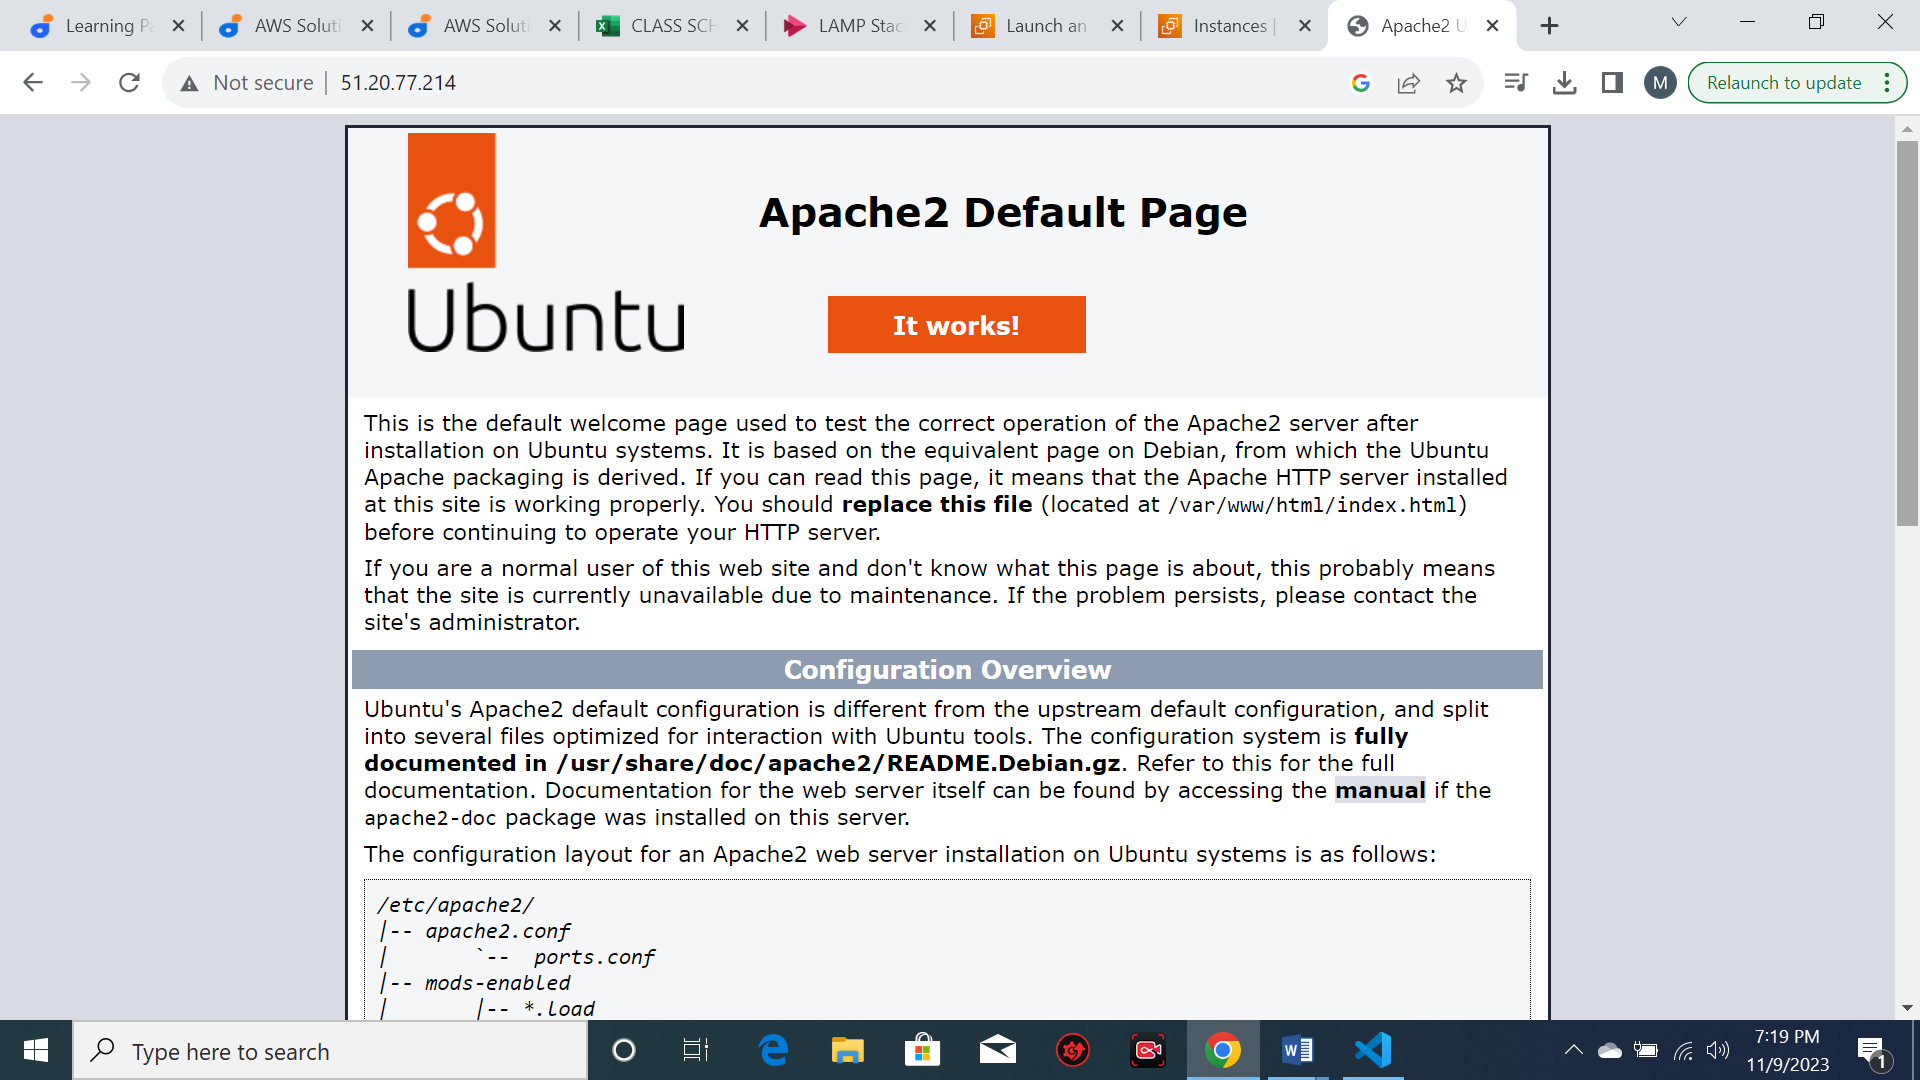 Learning Pa
AWS Soluti
AWS Soluti
CLASS SCH
LAMP Stac
Launch an
Instances |
Apache2 U
Not secure
51.20.77.214
M
Relaunch to update
Ubuntu
Apache2 Default Page
It works!
This is the default welcome page used to test the correct operation of the Apache2 server after
installation on Ubuntu systems. It is based on the equivalent page on Debian, from which the Ubuntu
Apache packaging is derived. If you can read this page, it means that the Apache HTTP server installed
at this site is working properly. You should replace this file (located at /var/www/html/index.html)
before continuing to operate your HTTP server.
If you are a normal user of this web site and don't know what this page is about, this probably means
that the site is currently unavailable due to maintenance. If the problem persists, please contact the
site's administrator.
Configuration Overview
Ubuntu's Apache2 default configuration is different from the upstream default configuration, and split
into several files optimized for interaction with Ubuntu tools. The configuration system is fully
documented in /usr/share/doc/apache2/README.Debian.gz. Refer to this for the full
documentation. Documentation for the web server itself can be found by accessing the manual if the
apache2-doc package was installed on this server.
The configuration layout for an Apache2 web server installation on Ubuntu systems is as follows:
/etc/apache2/
|-- apache2.conf
|       `--  ports.conf
|-- mods-enabled
|       |-- *.load
Type here to search
7:19 PM
11/9/2023
1